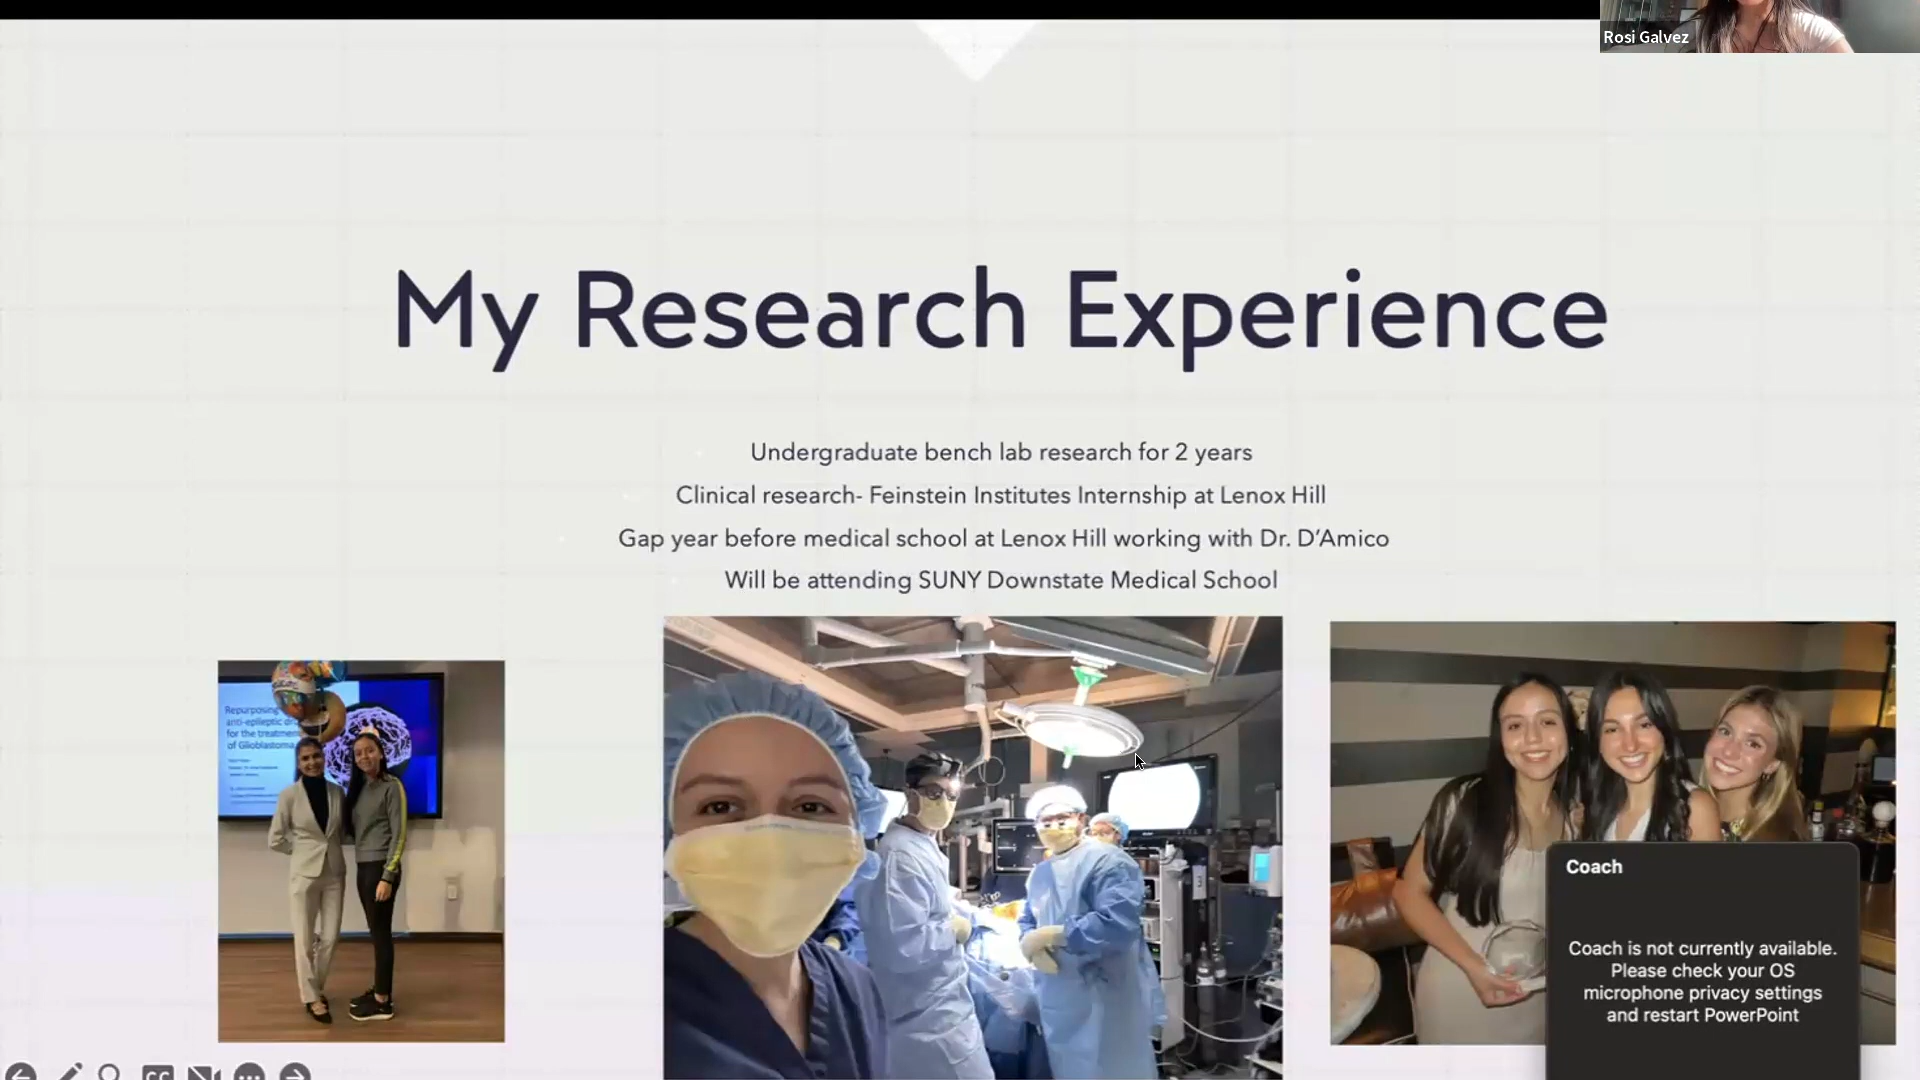 Rosi Galvez
My Research Experience
Undergraduate bench lab research for 2 years
Clinical research- Feinstein Institutes Internship at Lenox Hill
Gap year before medical school at Lenox Hill working with Dr. D’Amico
Will be attending SUNY Downstate Medical School
Repurposing
anti-epileptic
for the treatment
of Glioblastoma
Coach
Coach is not currently available.
Please check your OS
microphone privacy settings
and restart PowerPoint